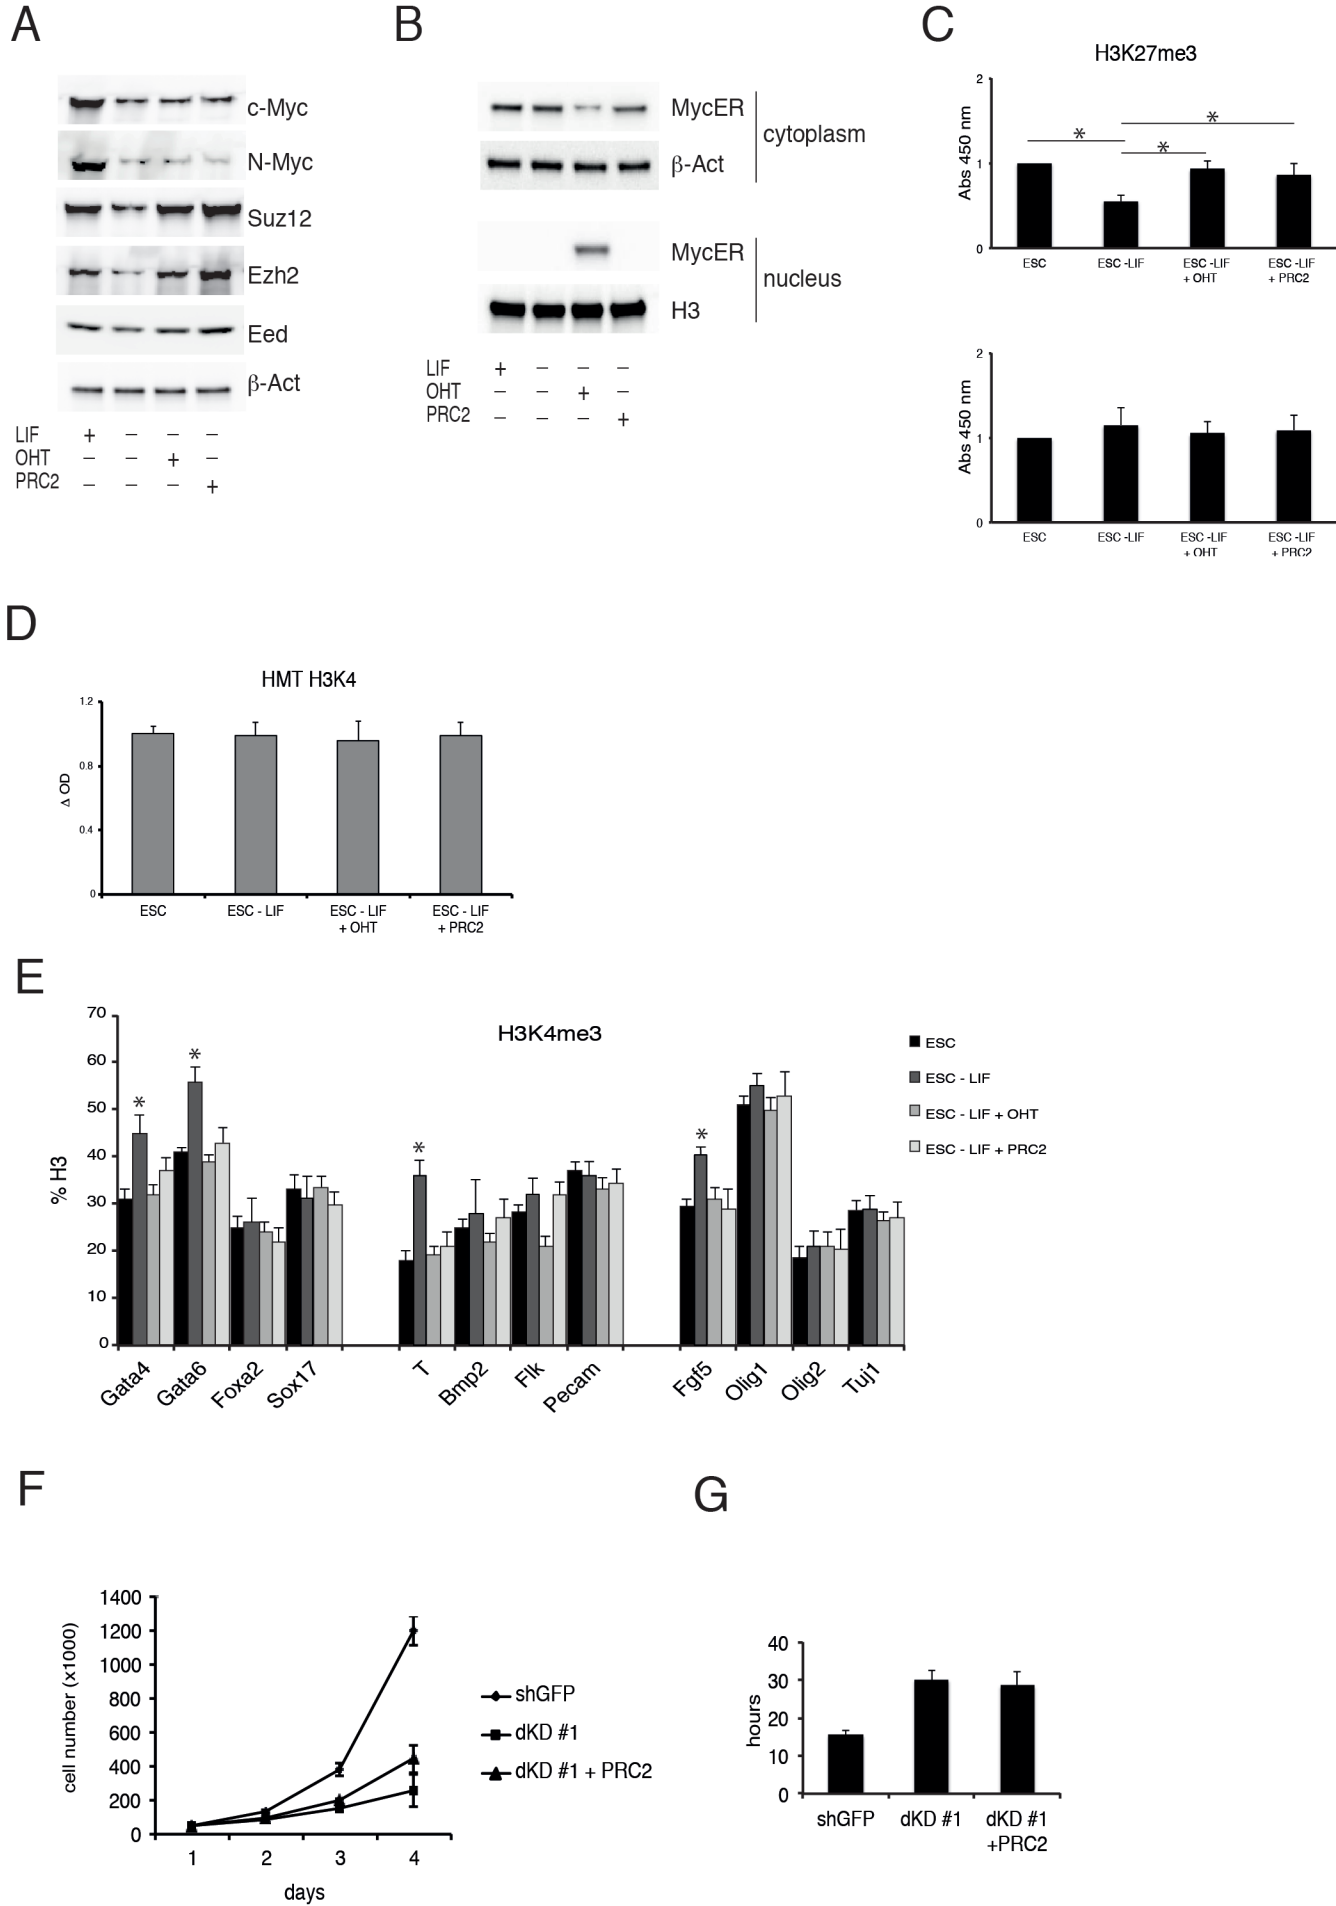 A
c-Myc
N-Myc
Suz12
Ezh2
Eed
β-Act
LIF + − − −
OHT − − + −
PRC2 − − − +
B
MycER
β-Act
cytoplasm
MycER
H3
nucleus
LIF + − − −
OHT − − + −
PRC2 − − − +
C
H3K27me3
Abs 450 nm
2
1
0
* * *
ESC ESC -LIF ESC -LIF ESC -LIF
+ OHT + PRC2
Abs 450 nm
2
1
0
ESC ESC -LIF ESC -LIF ESC -LIF
+ OHT + PRC2
D
HMT H3K4
Δ OD
1.2
0.8
0.4
0
ESC ESC - LIF ESC - LIF ESC - LIF
+ OHT + PRC2
E
H3K4me3
% H3
70
60
50
40
30
20
10
0
* * * *
Gata4 Gata6 Foxa2 Sox17 T Bmp2 Flk Pecam Fgf5 Olig1 Olig2 Tuj1
ESC
ESC - LIF
ESC - LIF + OHT
ESC - LIF + PRC2
F
cell number (x1000)
1400
1200
1000
800
600
400
200
0
1 2 3 4
days
shGFP
dKD #1
dKD #1 + PRC2
G
hours
40
30
20
10
0
shGFP dKD #1 dKD #1
+PRC2